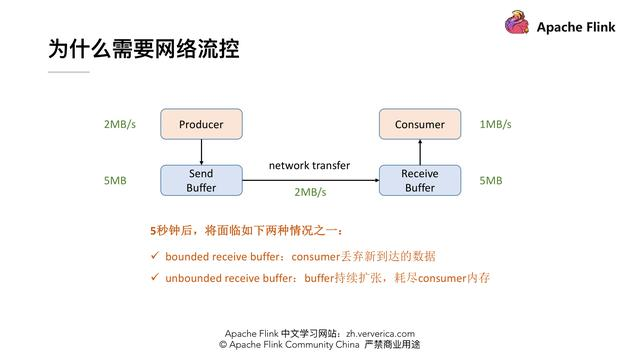 Apache Flink
为什么需要网络流控
2MB/s
Producer
Consumer
1MB/s
network transfer
5MB
Send
Buffer
2MB/s
Receive
Buffer
5MB
5秒钟后，将面临如下两种情况之一：
✓ bounded receive buffer：consumer丢弃新到达的数据
✓ unbounded receive buffer：buffer持续扩张，耗尽consumer内存
Apache Flink 中文学习网站：zh.ververica.com
© Apache Flink Community China 严禁商业用途